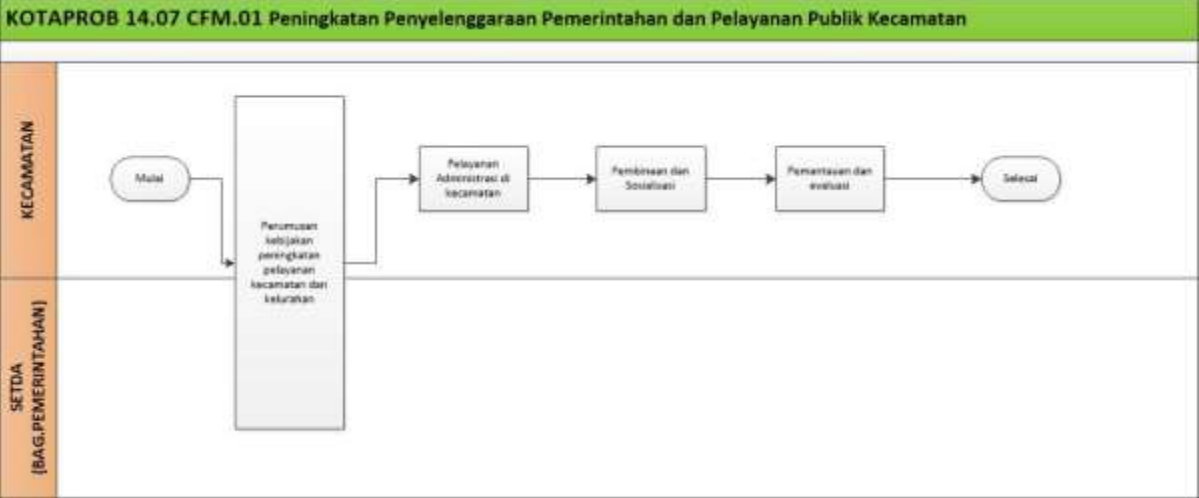 KOTAPROB 14.07 CFM.01 Peningkatan Penyelenggaraan Pemerintahan dan Pelayanan Publik Kecamatan
KECAMATAN
Mulai
Perumusan
kebijakan
peningkatan
pelayanan
kecamatan dan
kelurahan
Pelayanan
Administrasi di
kecamatan
Pembinaan dan
Sosialisasi
Pemantauan dan
evaluasi
Selesai
SETDA
(BAG.PEMERINTAHAN)